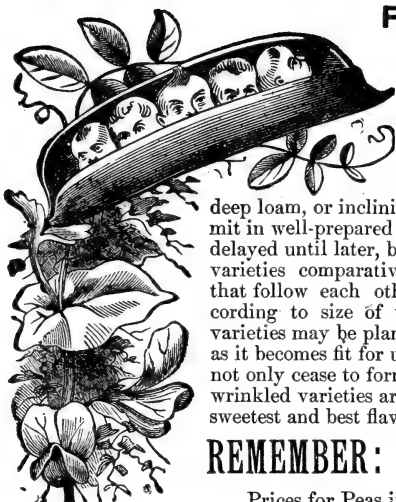 deep loam, or inclini
mit in well-prepared
delayed until later, b
varieties comparativ
that follow each oth
cording to size of
varieties may be plan
as it becomes fit for u
not only cease to for
wrinkled varieties ar
sweetest and best flav
REMEMBER:
Prices for Peas i